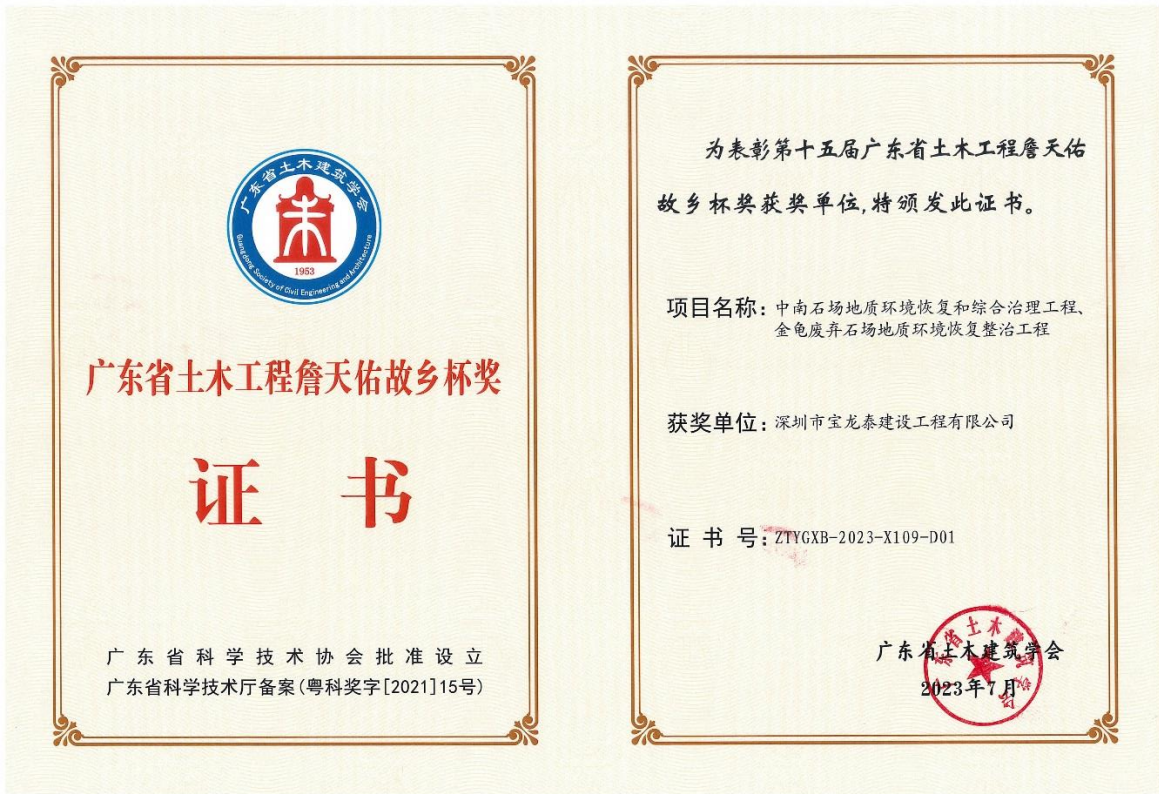 广东省土木建筑学会
1953
Guangdong Society of Civil Engineering and Architecture
广东省土木工程詹天佑故乡杯奖
证 书
广东省科学技术协会批准设立
广东省科学技术厅备案(粤科奖字[2021]15号)
为表彰第十五届广东省土木工程詹天佑
故乡杯奖获奖单位,特颁发此证书。
项目名称:中南石场地质环境恢复和综合治理工程、
金龟废弃石场地质环境恢复整治工程
获奖单位:深圳市宝龙泰建设工程有限公司
证 书 号:ZTYGXB-2023-X109-D01
广东省土木建筑学会
2023年7月
广东省土木建筑学会